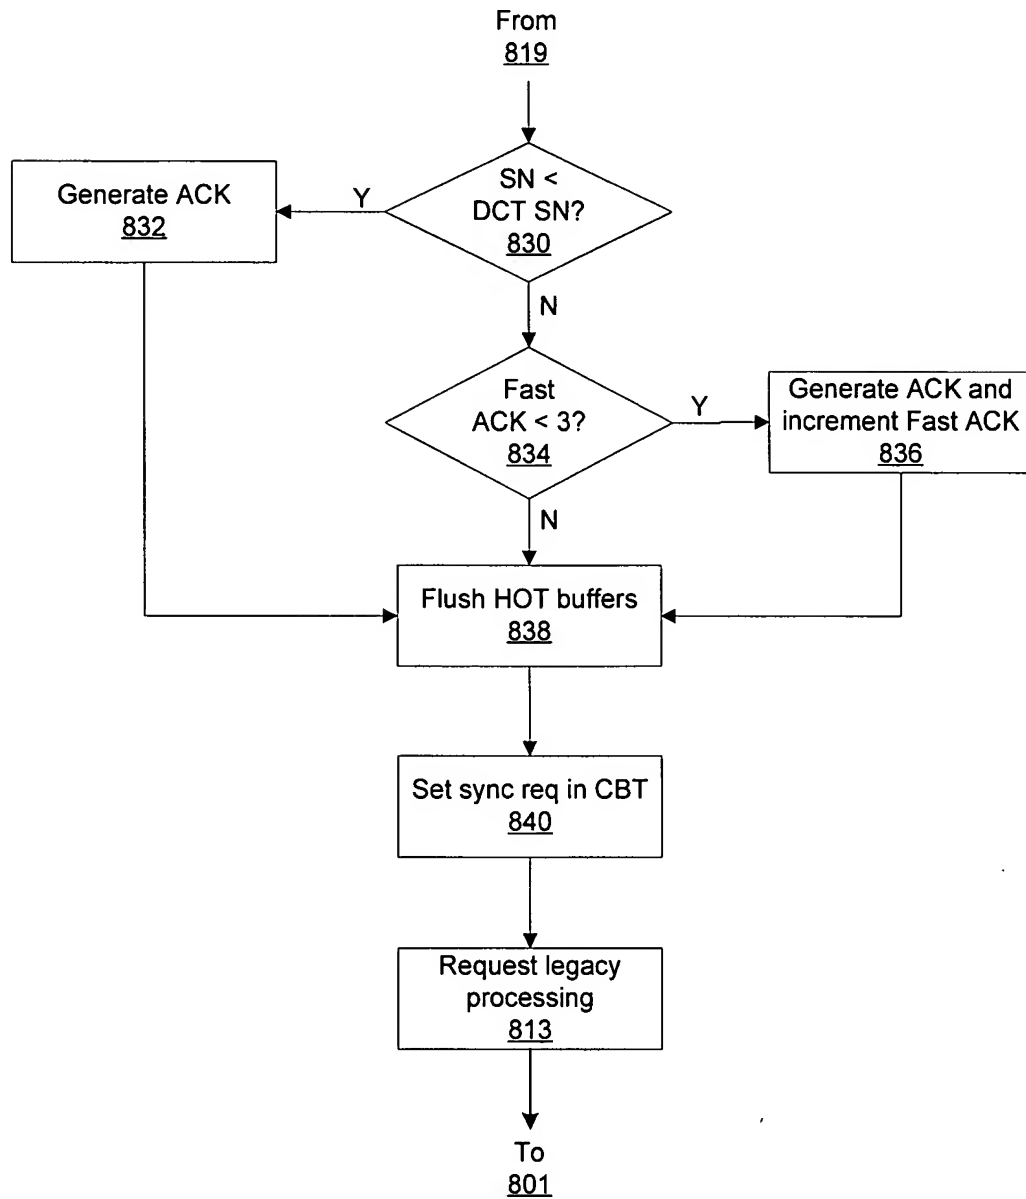 From
819
SN <
DCT SN?
830
Y
Generate ACK
832
N
Fast
ACK < 3?
834
Y
Generate ACK and
increment Fast ACK
836
N
Flush HOT buffers
838
Set sync req in CBT
840
Request legacy
processing
813
To
801